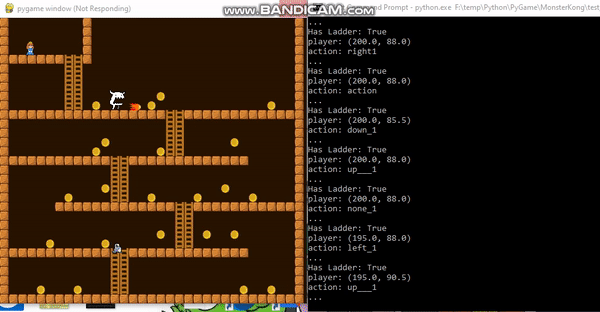 pygame window (Not Responding)
www.BANDICAM.com
d Prompt - python.exe F:\temp\Python\PyGame\MonsterKong\test
...
Has Ladder: True
player: (200.0, 88.0)
action: right1
...
Has Ladder: True
player: (200.0, 88.0)
action: action
...
Has Ladder: True
player: (200.0, 85.5)
action: down_1
...
Has Ladder: True
player: (200.0, 88.0)
action: up___1
...
Has Ladder: True
player: (200.0, 88.0)
action: none_1
...
Has Ladder: True
player: (195.0, 88.0)
action: left_1
...
Has Ladder: True
player: (195.0, 90.5)
action: up___1
...